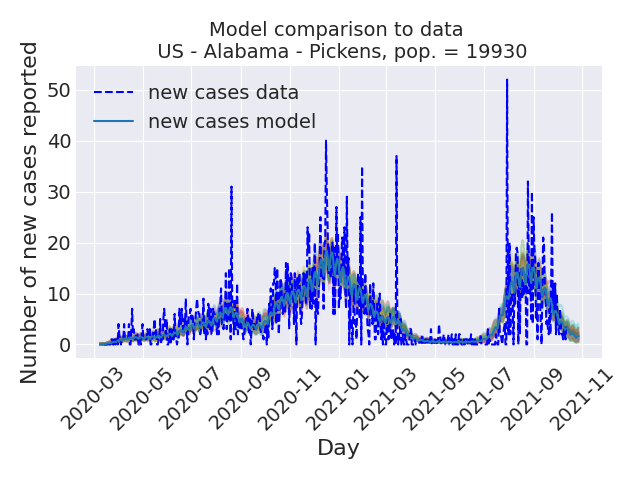 Model comparison to data
US - Alabama - Pickens, pop. = 19930
new cases data
new cases model
Number of new cases reported
50
40
30
20
10
0
2020-03
2020-05
2020-07
2020-09
2020-11
2021-01
2021-03
2021-05
2021-07
2021-09
2021-11
Day